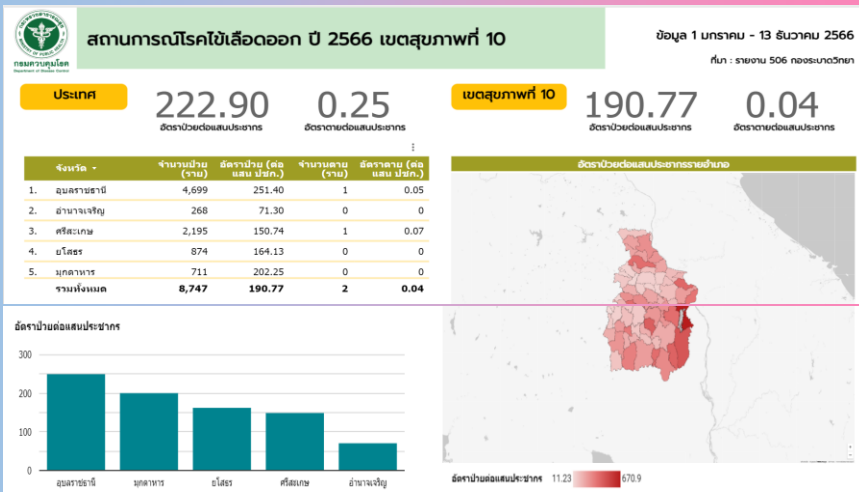 กรมควบคุมโรค
Department of Disease Control
สถานการณ์โรคไข้เลือดออก ปี 2566 เขตสุขภาพที่ 10
ข้อมูล 1 มกราคม - 13 ธันวาคม 2566
ที่มา : รายงาน 506 กองระบาดวิทยา
ประเทศ
222.90
อัตราป่วยต่อแสนประชากร
0.25
อัตราตายต่อแสนประชากร
เขตสุขภาพที่ 10
190.77
อัตราป่วยต่อแสนประชากร
0.04
อัตราตายต่อแสนประชากร
จังหวัด จำนวนป่วย (ราย) อัตราป่วย (ต่อแสน ปชก.) จำนวนตาย (ราย) อัตราตาย (ต่อแสน ปชก.)
1. อุบลราชธานี 4,699 251.40 1 0.05
2. อำนาจเจริญ 268 71.30 0 0
3. ศรีสะเกษ 2,195 150.74 1 0.07
4. ยโสธร 874 164.13 0 0
5. มุกดาหาร 711 202.25 0 0
รวมทั้งหมด 8,747 190.77 2 0.04
อัตราป่วยต่อแสนประชากรรายอำเภอ
อัตราป่วยต่อแสนประชากร
300
200
100
0
อุบลราชธานี มุกดาหาร ยโสธร ศรีสะเกษ อำนาจเจริญ
อัตราป่วยต่อแสนประชากร 11.23 670.9